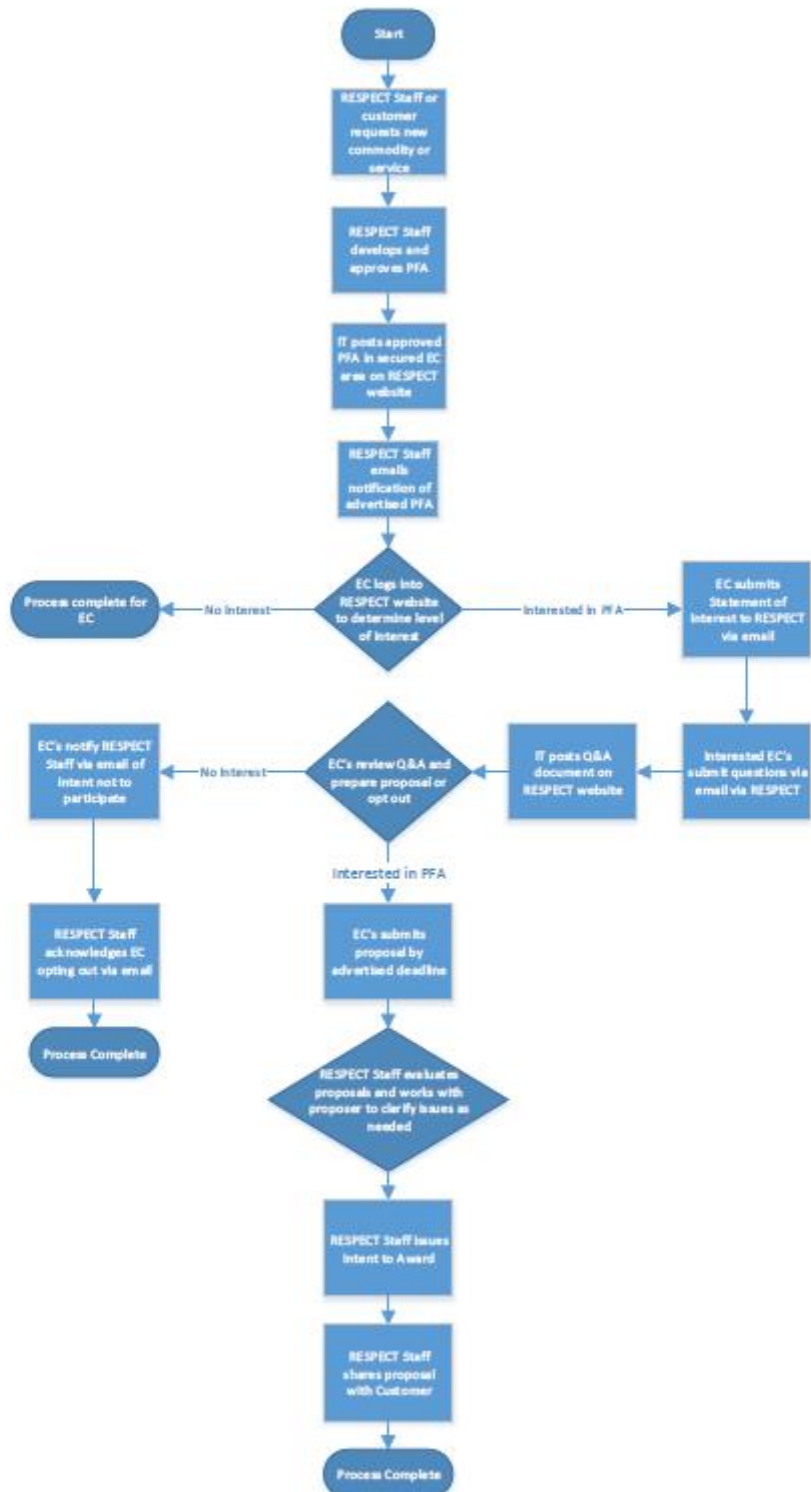 Start
RESPECT Staff or
customer
requests new
commodity or
service
RESPECT Staff
develops and
approves PFA
IT posts approved
PFA in secured EC
area on RESPECT
website
RESPECT Staff
emails
notification of
advertised PFA
EC logs into
RESPECT website
to determine level
of interest
No Interest
Process complete for
EC
Interested in PFA
EC submits
Statement of
Interest to RESPECT
via email
Interested EC's
submit questions via
email via RESPECT
IT posts Q&A
document on
RESPECT website
EC's review Q&A and
prepare proposal or
opt out
No Interest
EC's notify RESPECT
Staff via email of
intent not to
participate
RESPECT Staff
acknowledges EC
opting out via email
Process Complete
Interested in PFA
EC's submits
proposal by
advertised deadline
RESPECT Staff evaluates
proposals and works with
proposer to clarify issues as
needed
RESPECT Staff issues
Intent to Award
RESPECT Staff
shares proposal
with Customer
Process Complete